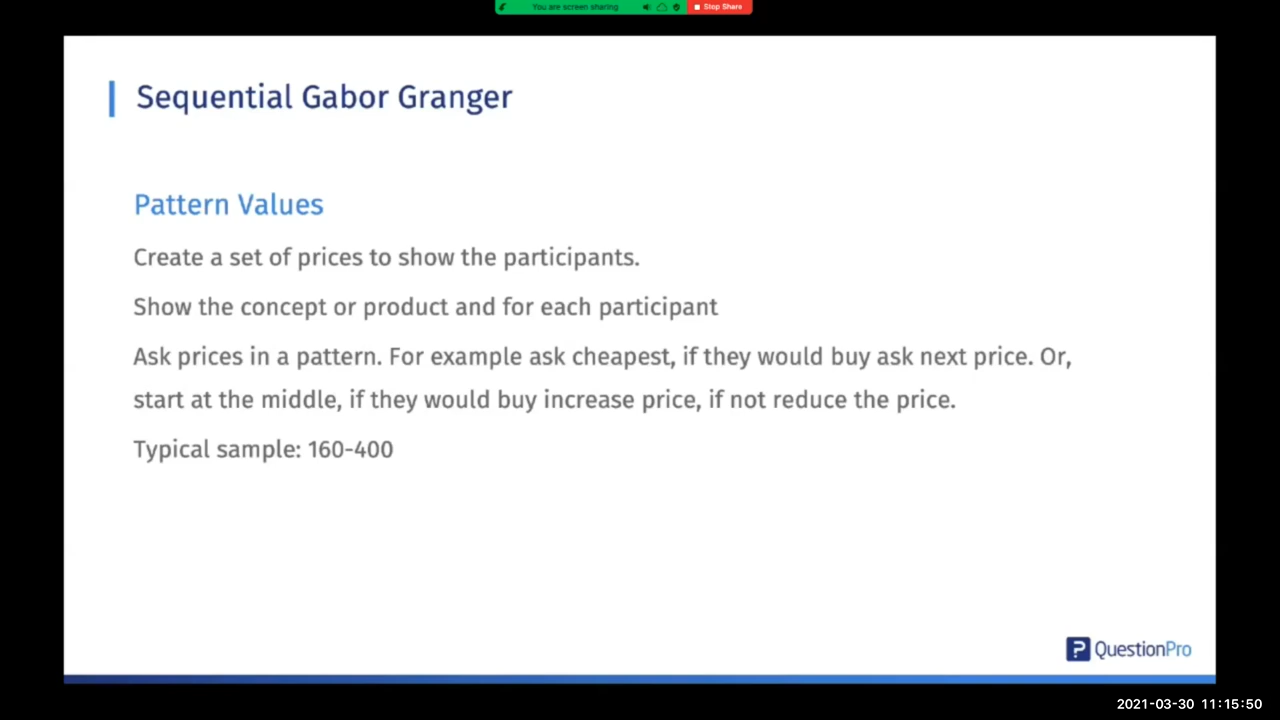 You are screen sharing
Stop Share
Sequential Gabor Granger
Pattern Values
Create a set of prices to show the participants.
Show the concept or product and for each participant
Ask prices in a pattern. For example ask cheapest, if they would buy ask next price. Or,
start at the middle, if they would buy increase price, if not reduce the price.
Typical sample: 160-400
QuestionPro
2021-03-30 11:15:50